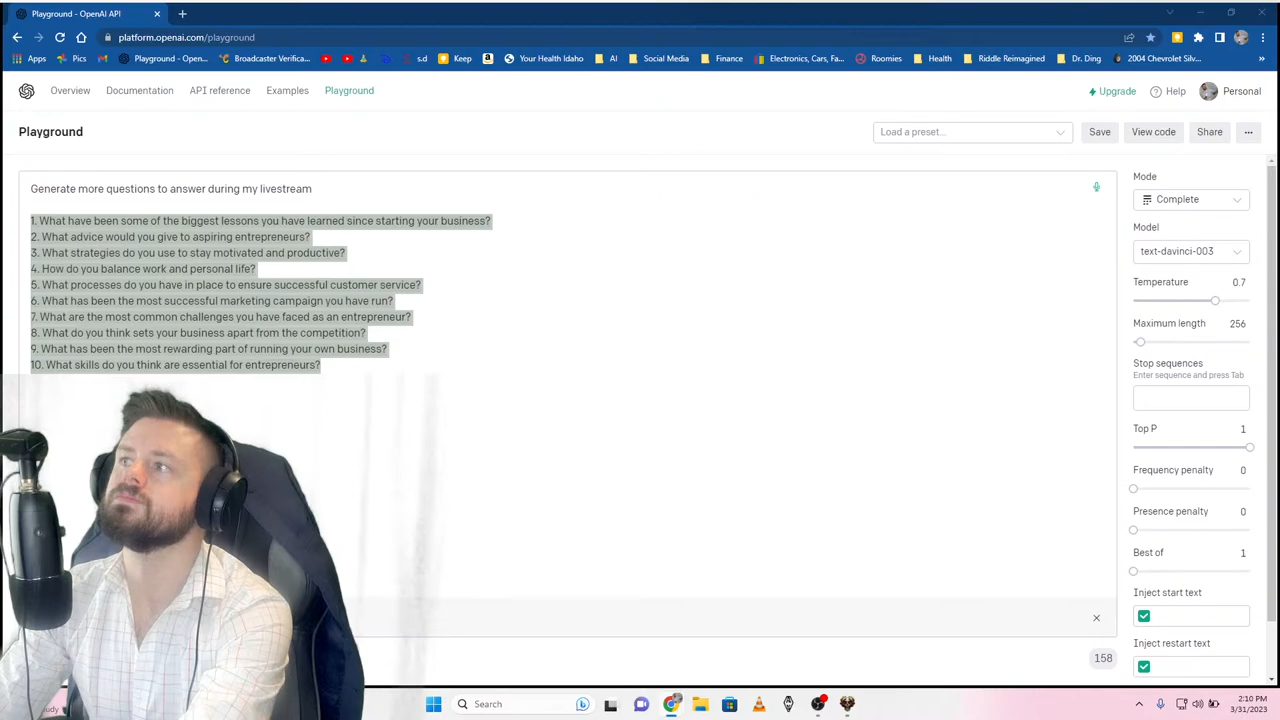 Playground - OpenAI API
platform.openai.com/playground
Apps Pics Playground - Open... Broadcaster Verifica... s.d Keep Your Health Idaho AI Social Media Finance Electronics, Cars, Fa... Roomies Health Riddle Reimagined Dr. Ding 2004 Chevrolet Silv... »
Overview Documentation API reference Examples Playground Upgrade Help Personal
Playground Load a preset... Save View code Share ...
Generate more questions to answer during my livestream
1. What have been some of the biggest lessons you have learned since starting your business?
2. What advice would you give to aspiring entrepreneurs?
3. What strategies do you use to stay motivated and productive?
4. How do you balance work and personal life?
5. What processes do you have in place to ensure successful customer service?
6. What has been the most successful marketing campaign you have run?
7. What are the most common challenges you have faced as an entrepreneur?
8. What do you think sets your business apart from the competition?
9. What has been the most rewarding part of running your own business?
10. What skills do you think are essential for entrepreneurs?
158
Mode
Complete
Model
text-davinci-003
Temperature 0.7
Maximum length 256
Stop sequences
Enter sequence and press Tab
Top P 1
Frequency penalty 0
Presence penalty 0
Best of 1
Inject start text
Inject restart text
Search
2:10 PM
3/31/2023